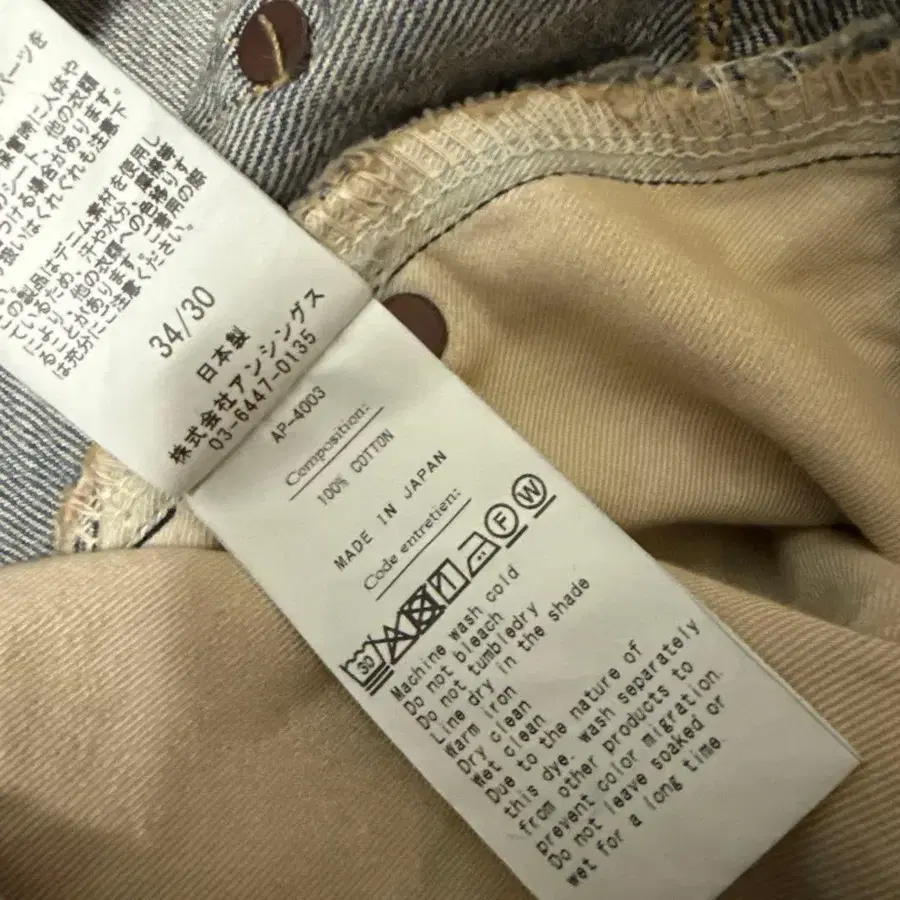 パーツを
保管時に人体や
シート、他の衣類
つける場合があります。
扱いはくれぐれも注意下
この製品はデニム素材を使用し
ているため、汗や水分、摩擦等
により、他の衣類への色移りす
ることがあります。ご着用の際
は充分にご注意ください。
34/30
日本製
株式会社アンシングス
03-6447-0135
AP-4003
Composition:
100% COTTON
MADE IN JAPAN
Code entretien:
30 F W
Machine wash cold
Do not bleach
Do not tumbledry
Line dry in the shade
Warm iron
Dry clean
Wet clean
Due to the nature of
this dye. wash separately
from other products to
prevent color migration.
Do not leave soaked or
wet for a long time.